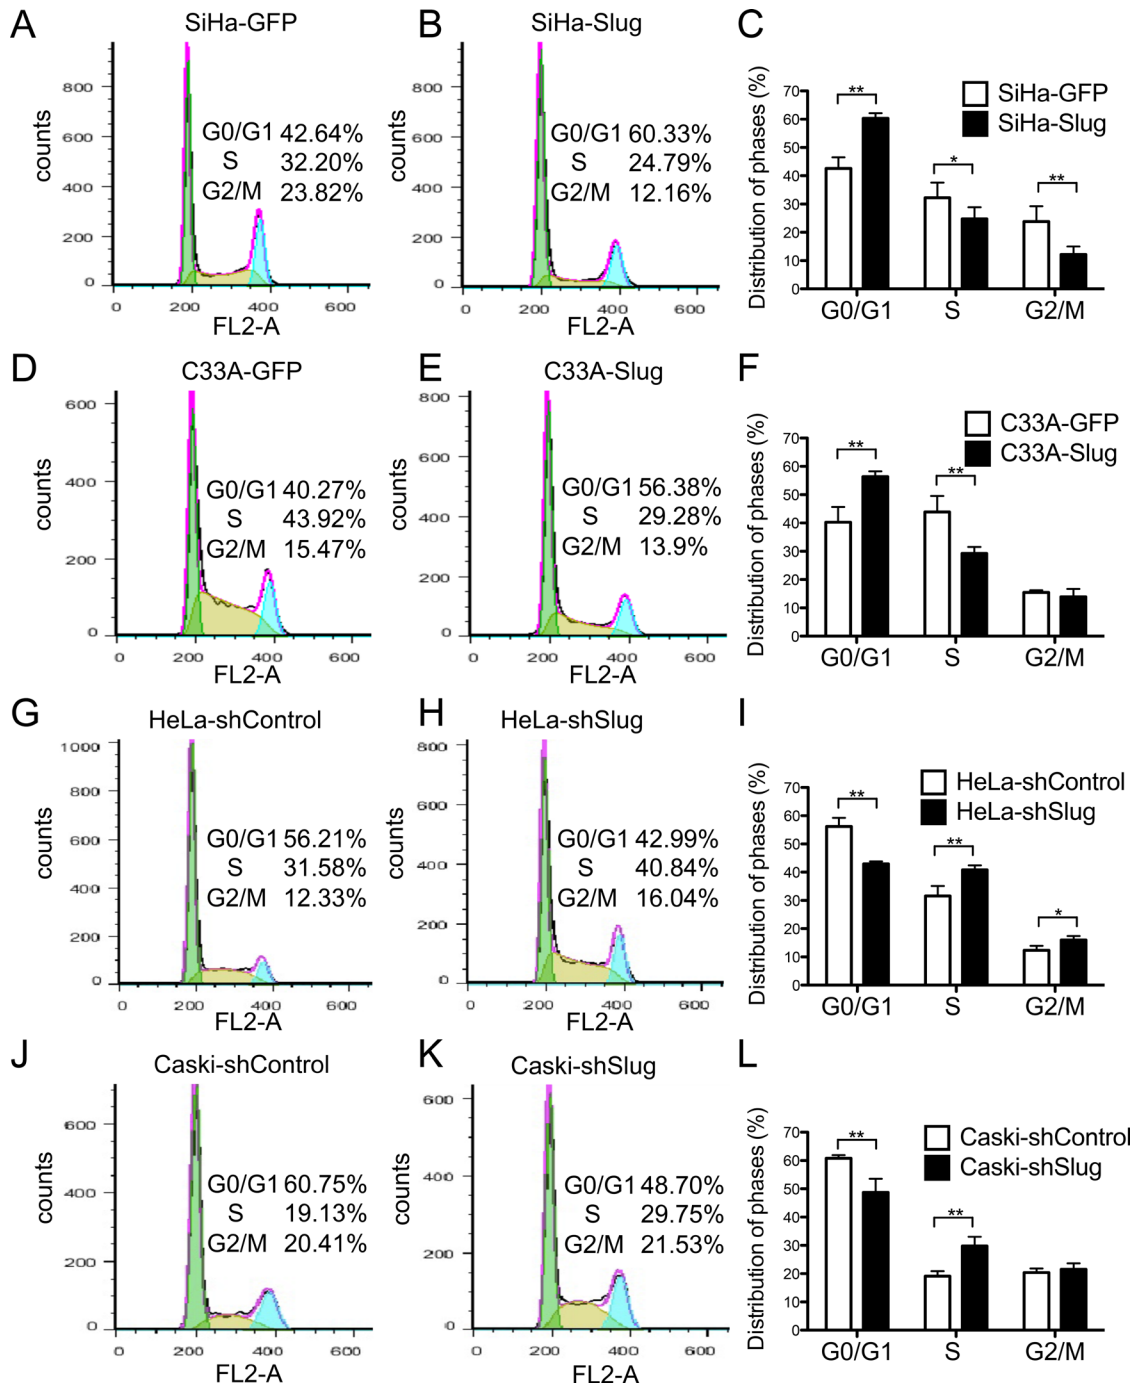 A
SiHa-GFP
counts
800
600
400
200
0
G0/G1 42.64%
S 32.20%
G2/M 23.82%
0 200 400 600
FL2-A
B
SiHa-Slug
800
600
400
200
0
G0/G1 60.33%
S 24.79%
G2/M 12.16%
0 200 400 600
FL2-A
C
Distribution of phases (%)
SiHa-GFP
SiHa-Slug
70
60
50
40
30
20
10
0
** * **
G0/G1 S G2/M
D
C33A-GFP
counts
600
400
200
0
G0/G1 40.27%
S 43.92%
G2/M 15.47%
0 200 400 600
FL2-A
E
C33A-Slug
counts
800
600
400
200
0
G0/G1 56.38%
S 29.28%
G2/M 13.9%
0 200 400 600
FL2-A
F
Distribution of phases (%)
C33A-GFP
C33A-Slug
70
60
50
40
30
20
10
0
** **
G0/G1 S G2/M
G
HeLa-shControl
counts
1000
800
600
400
200
0
G0/G1 56.21%
S 31.58%
G2/M 12.33%
0 200 400 600
FL2-A
H
HeLa-shSlug
counts
800
600
400
200
0
G0/G1 42.99%
S 40.84%
G2/M 16.04%
0 200 400 600
FL2-A
I
Distribution of phases (%)
HeLa-shControl
HeLa-shSlug
70
60
50
40
30
20
10
0
** ** *
G0/G1 S G2/M
J
Caski-shControl
counts
600
400
200
0
G0/G1 60.75%
S 19.13%
G2/M 20.41%
0 200 400 600
FL2-A
K
Caski-shSlug
counts
600
400
200
0
G0/G1 48.70%
S 29.75%
G2/M 21.53%
0 200 400 600
FL2-A
L
Distribution of phases (%)
Caski-shControl
Caski-shSlug
70
60
50
40
30
20
10
0
** **
G0/G1 S G2/M